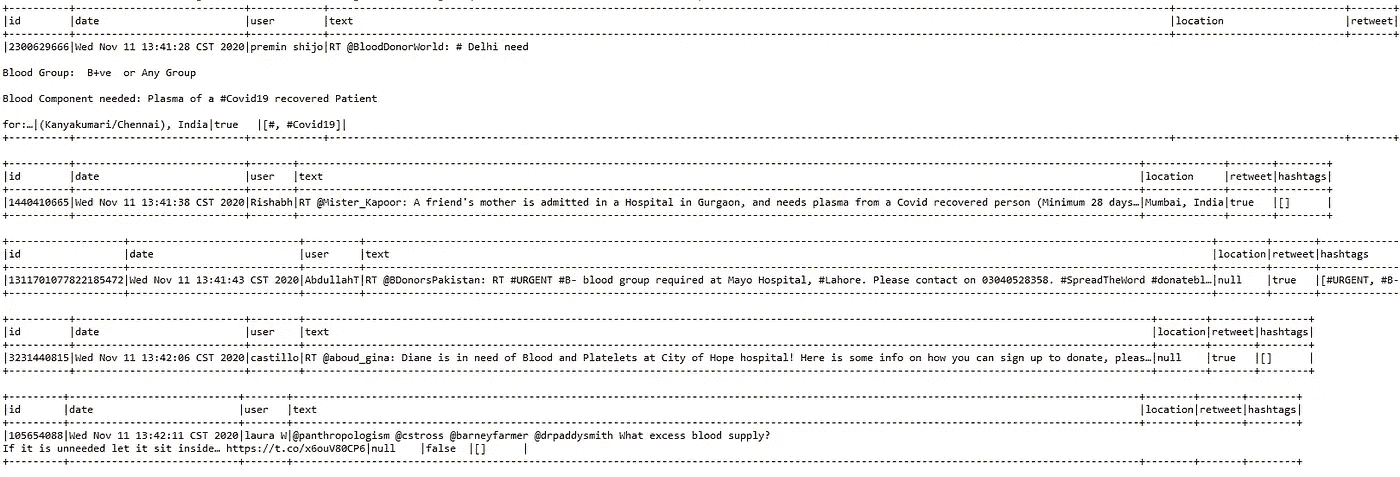 |id |date |user |text |location |retweet|
|2300629666|Wed Nov 11 13:41:28 CST 2020|premin shijo|RT @BloodDonorWorld: # Delhi need
Blood Group: B+ve or Any Group
Blood Component needed: Plasma of a #Covid19 recovered Patient
for:…|(Kanyakumari/Chennai), India|true |[#, #Covid19]|
|id |date |user |text |location |retweet|hashtags|
|1440410665|Wed Nov 11 13:41:38 CST 2020|Rishabh|RT @Mister_Kapoor: A friend's mother is admitted in a Hospital in Gurgaon, and needs plasma from a Covid recovered person (Minimum 28 days…|Mumbai, India|true |[] |
|id |date |user |text |location|retweet|hashtags
|1311701077822185472|Wed Nov 11 13:41:43 CST 2020|AbdullahT|RT @BDonorsPakistan: RT #URGENT #B- blood group required at Mayo Hospital, #Lahore. Please contact on 03040528358. #SpreadTheWord #donatebl…|null |true |[#URGENT, #B-
|id |date |user |text |location|retweet|hashtags|
|3231440815|Wed Nov 11 13:42:06 CST 2020|castillo|RT @aboud_gina: Diane is in need of Blood and Platelets at City of Hope hospital! Here is some info on how you can sign up to donate, pleas…|null |true |[] |
|id |date |user |text |location|retweet|hashtags|
|105654088|Wed Nov 11 13:42:11 CST 2020|laura W|@panthropologism @cstross @barneyfarmer @drpaddysmith What excess blood supply?
If it is unneeded let it sit inside… https://t.co/x6ouV80CP6|null |false |[] |